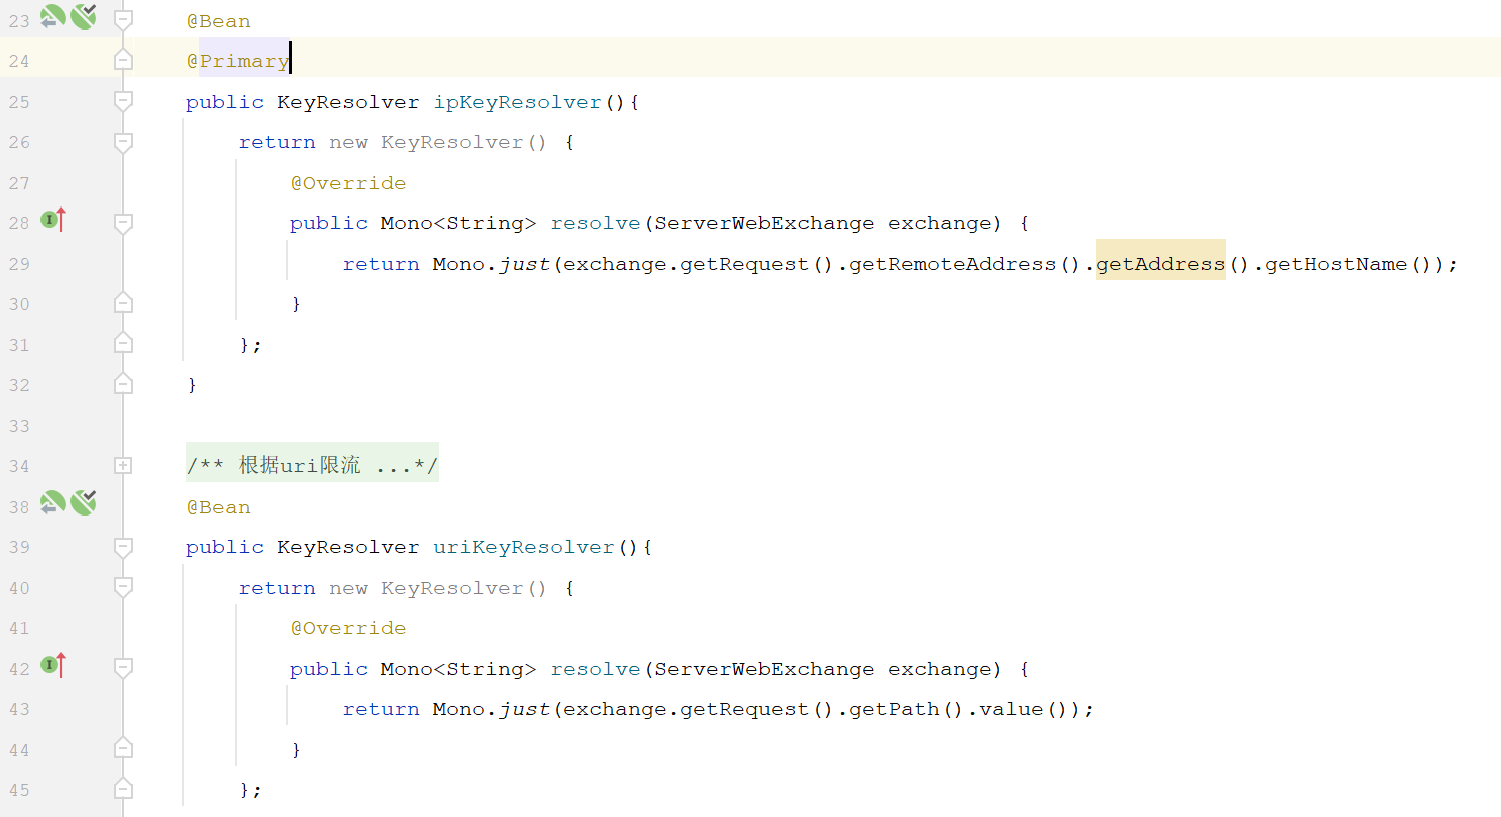 23 @Bean
24 @Primary
25 public KeyResolver ipKeyResolver(){
26 return new KeyResolver() {
27 @Override
28 public Mono<String> resolve(ServerWebExchange exchange) {
29 return Mono.just(exchange.getRequest().getRemoteAddress().getAddress().getHostName());
30 }
31 };
32 }
33
34 /** 根据uri限流 ...*/
38 @Bean
39 public KeyResolver uriKeyResolver(){
40 return new KeyResolver() {
41 @Override
42 public Mono<String> resolve(ServerWebExchange exchange) {
43 return Mono.just(exchange.getRequest().getPath().value());
44 }
45 };